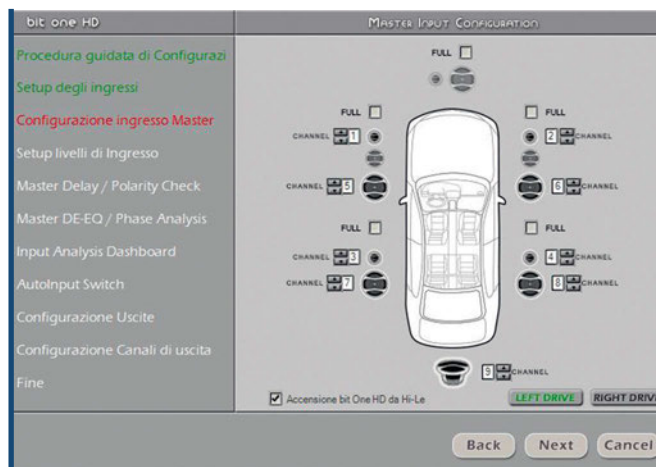 bit one HD
Master Input Configuration
Procedura guidata di Configurazi
Setup degli ingressi
Configurazione ingresso Master
Setup livelli di Ingresso
Master Delay / Polarity Check
Master DE-EQ / Phase Analysis
Input Analysis Dashboard
AutoInput Switch
Configurazione Uscite
Configurazione Canali di uscita
Fine
FULL
FULL
FULL
CHANNEL 1
2 CHANNEL
CHANNEL 5
6 CHANNEL
FULL
FULL
CHANNEL 3
4 CHANNEL
CHANNEL 7
8 CHANNEL
9 CHANNEL
Accensione bit One HD da Hi-Le
LEFT DRIVE
RIGHT DRIVE
Back
Next
Cancel